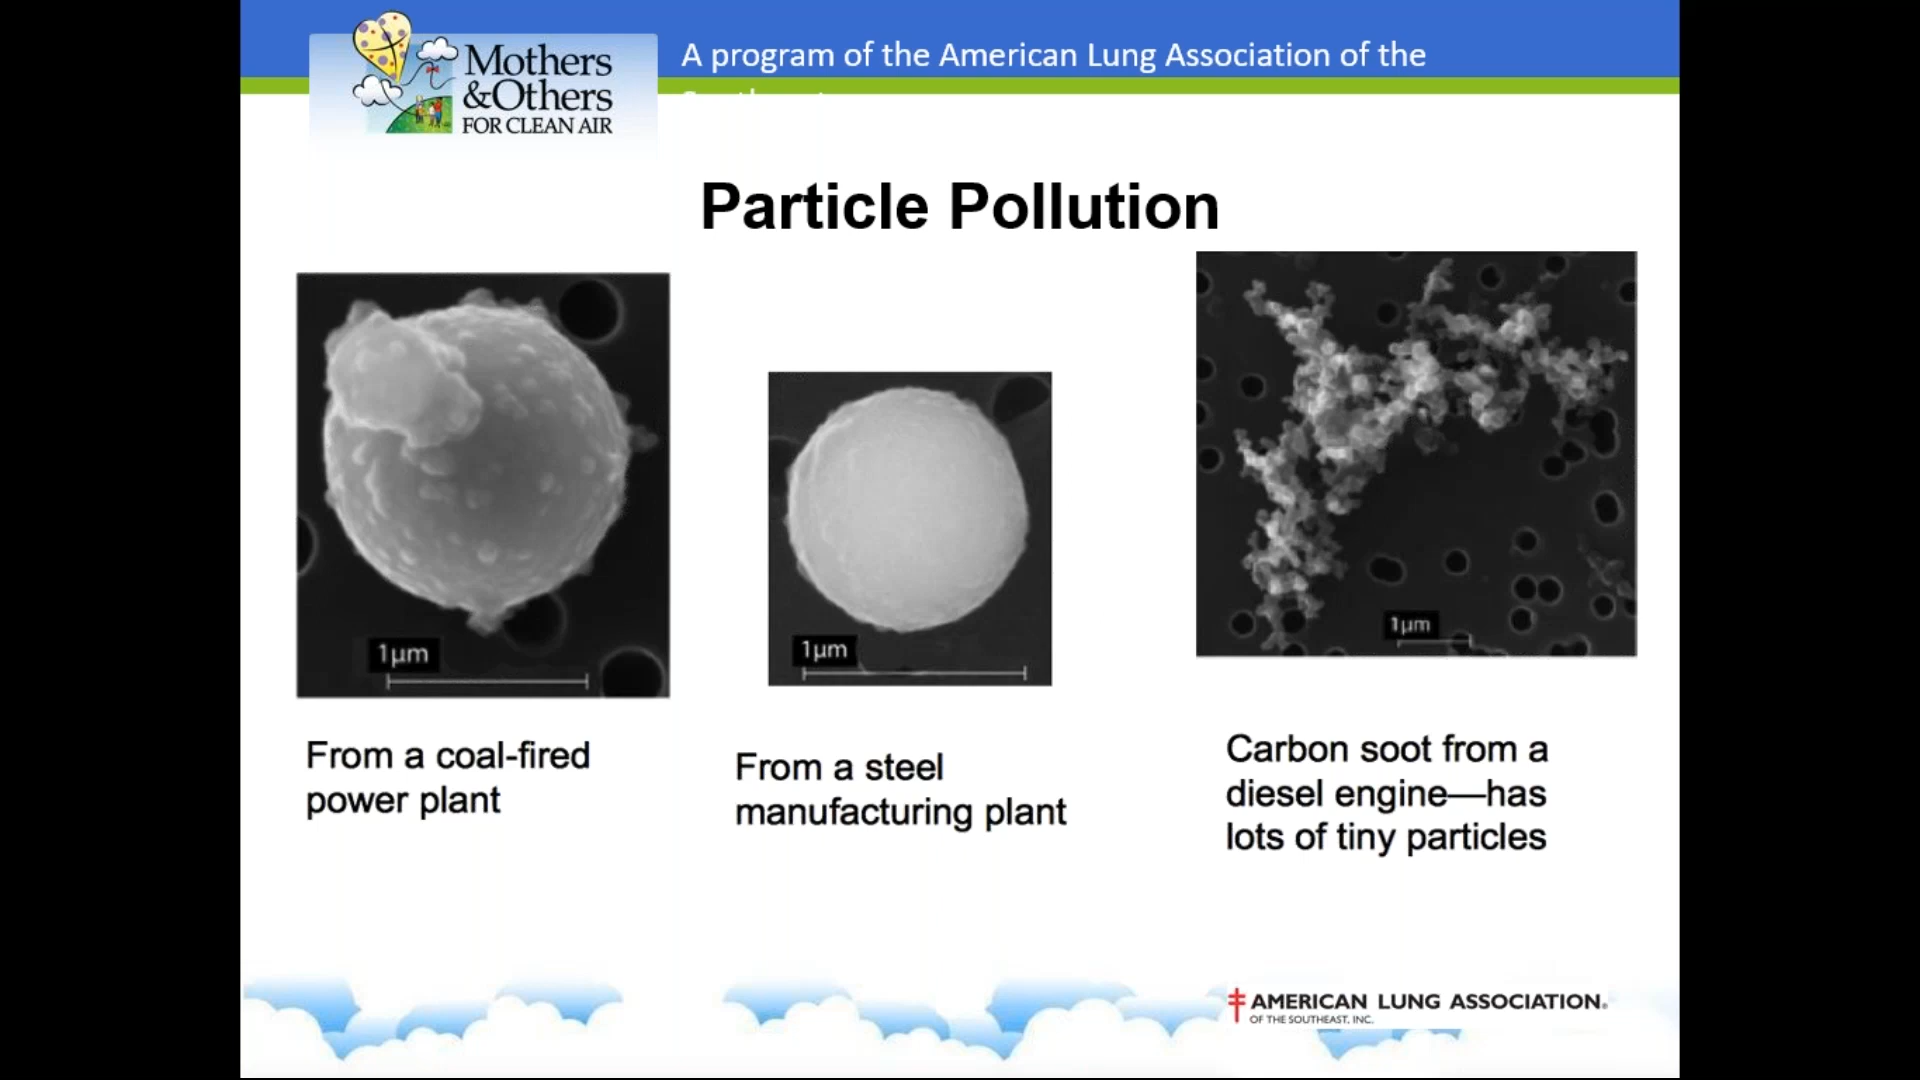 Mothers
&Others
FOR CLEAN AIR
A program of the American Lung Association of the
Particle Pollution
1µm
1µm
1µm
From a coal-fired
power plant
From a steel
manufacturing plant
Carbon soot from a
diesel engine—has
lots of tiny particles
AMERICAN LUNG ASSOCIATION®
OF THE SOUTHEAST, INC.